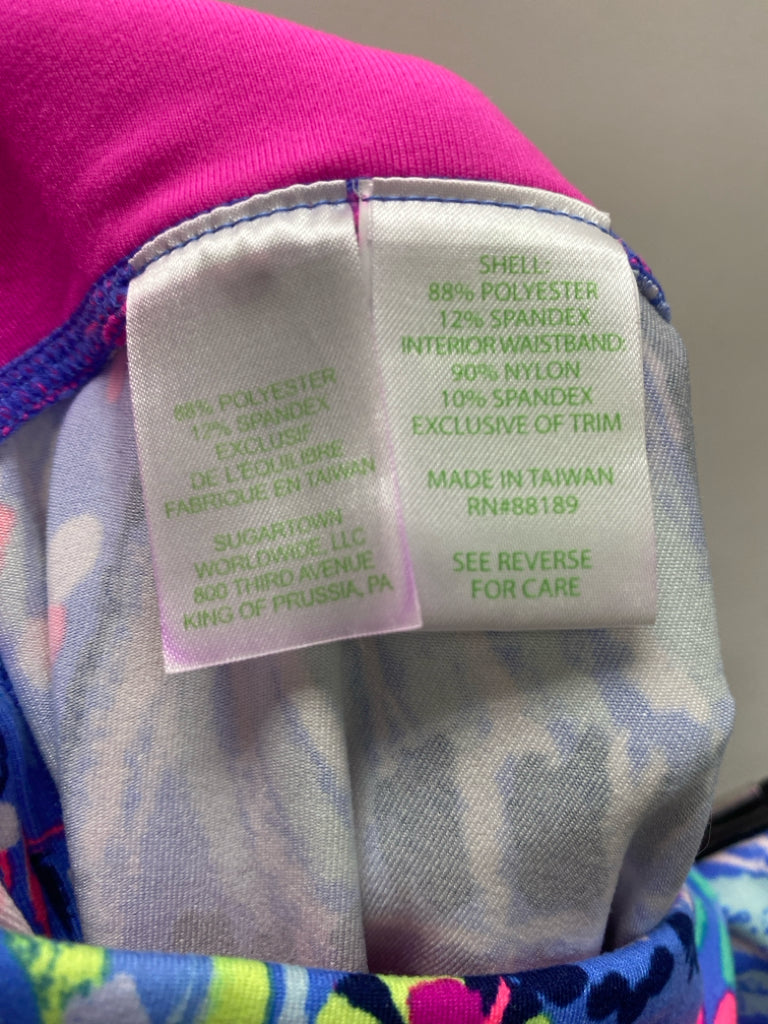 88% POLYESTER
12% SPANDEX
EXCLUSIF
DE L'ÉQUILIBRE
FABRIQUE EN TAIWAN
SUGARTOWN
WORLDWIDE, LLC
800 THIRD AVENUE
KING OF PRUSSIA, PA
SHELL:
88% POLYESTER
12% SPANDEX
INTERIOR WAISTBAND:
90% NYLON
10% SPANDEX
EXCLUSIVE OF TRIM
MADE IN TAIWAN
RN#88189
SEE REVERSE
FOR CARE